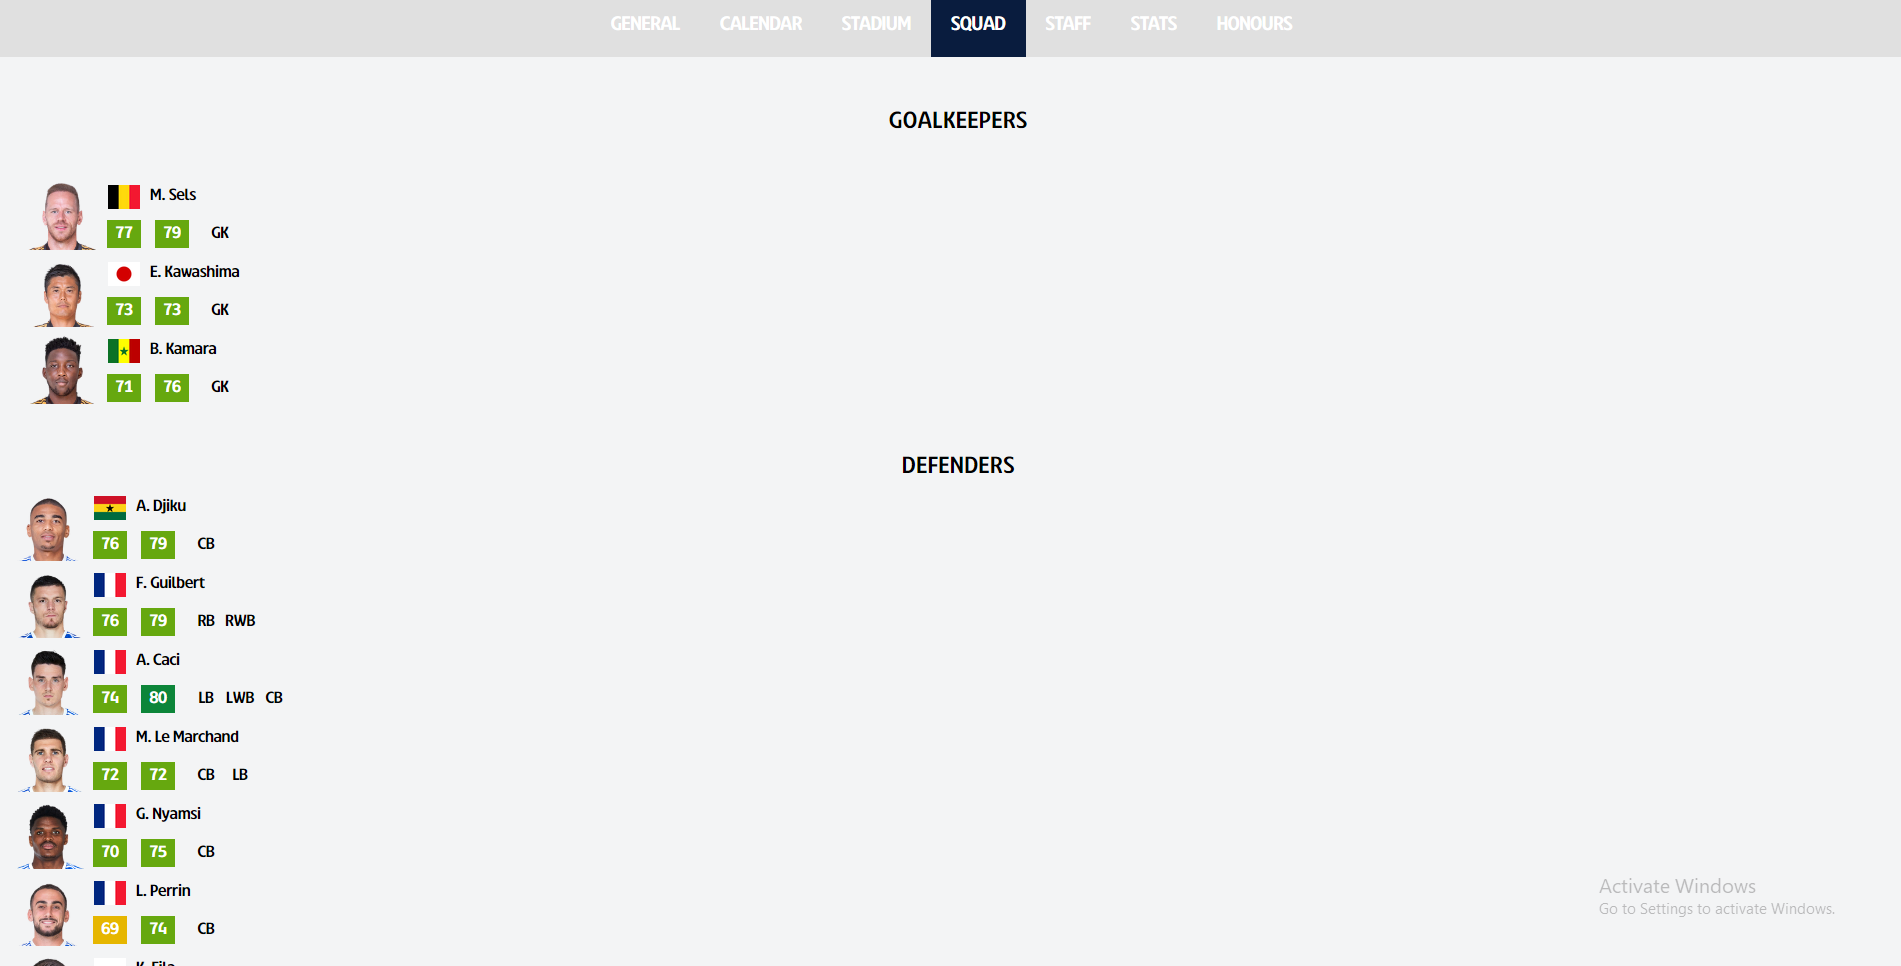 GENERAL CALENDAR STADIUM SQUAD STAFF STATS HONOURS
GOALKEEPERS
M. Sels
77 79 GK
E. Kawashima
73 73 GK
B. Kamara
71 76 GK
DEFENDERS
A. Djiku
76 79 CB
F. Guilbert
76 79 RB RWB
A. Caci
74 80 LB LWB CB
M. Le Marchand
72 72 CB LB
G. Nyamsi
70 75 CB
L. Perrin
69 74 CB
Activate Windows
Go to Settings to activate Windows.